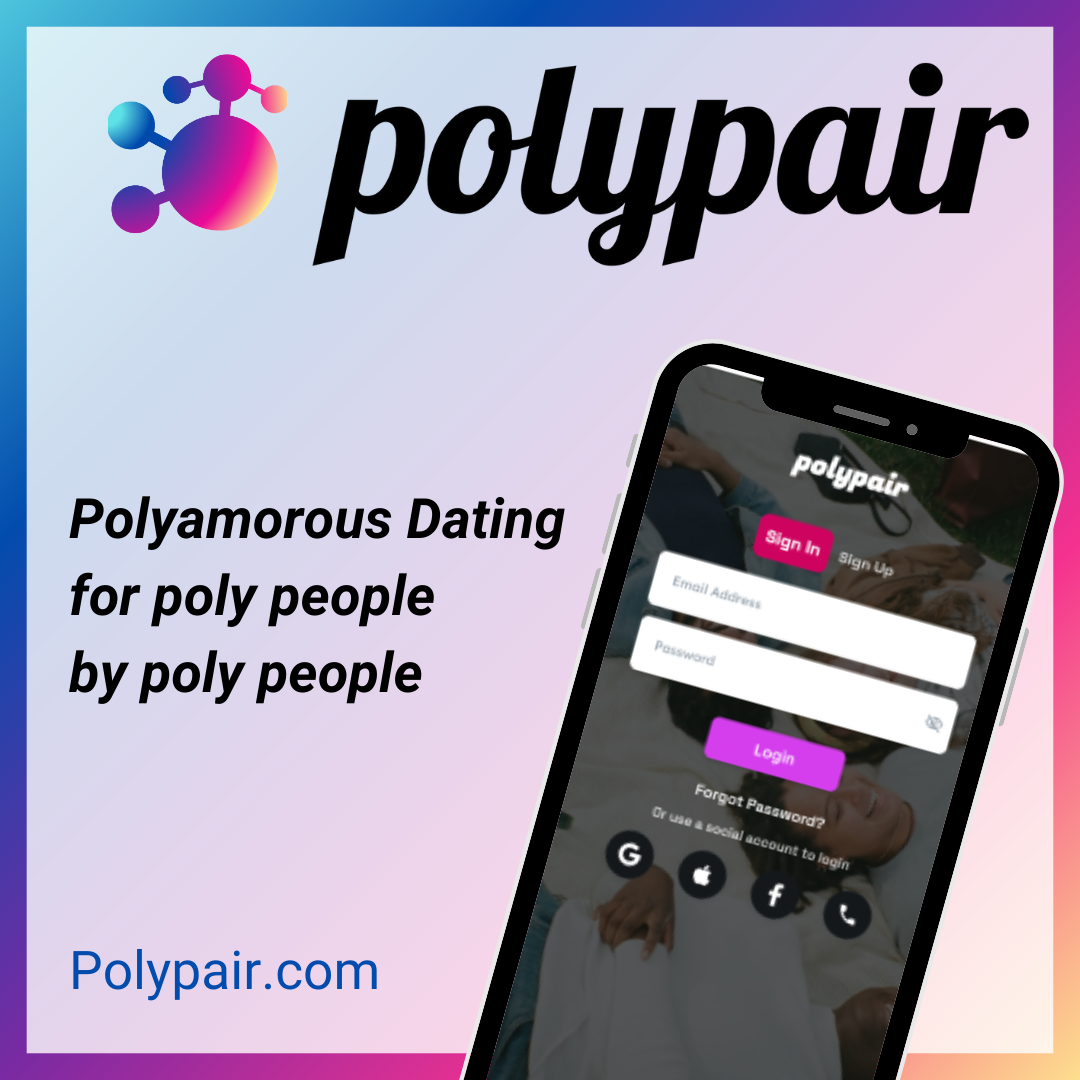 polypair
Polyamorous Dating
for poly people
by poly people
Polypair.com
polypair
Sign In
Sign Up
Email Address
Password
Login
Forgot Password?
Or use a social account to login